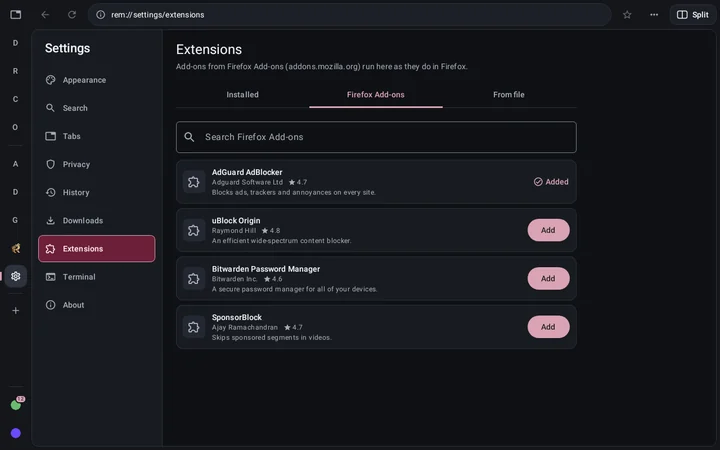 rem://settings/extensions
Split
D
R
C
O
A
D
G
12
Settings
Appearance
Search
Tabs
Privacy
History
Downloads
Extensions
Terminal
About
Extensions
Add-ons from Firefox Add-ons (addons.mozilla.org) run here as they do in Firefox.
Installed
Firefox Add-ons
From file
Search Firefox Add-ons
AdGuard AdBlocker
Adguard Software Ltd ★ 4.7
Blocks ads, trackers and annoyances on every site.
Added
uBlock Origin
Raymond Hill ★ 4.8
An efficient wide-spectrum content blocker.
Add
Bitwarden Password Manager
Bitwarden Inc. ★ 4.6
A secure password manager for all of your devices.
Add
SponsorBlock
Ajay Ramachandran ★ 4.7
Skips sponsored segments in videos.
Add